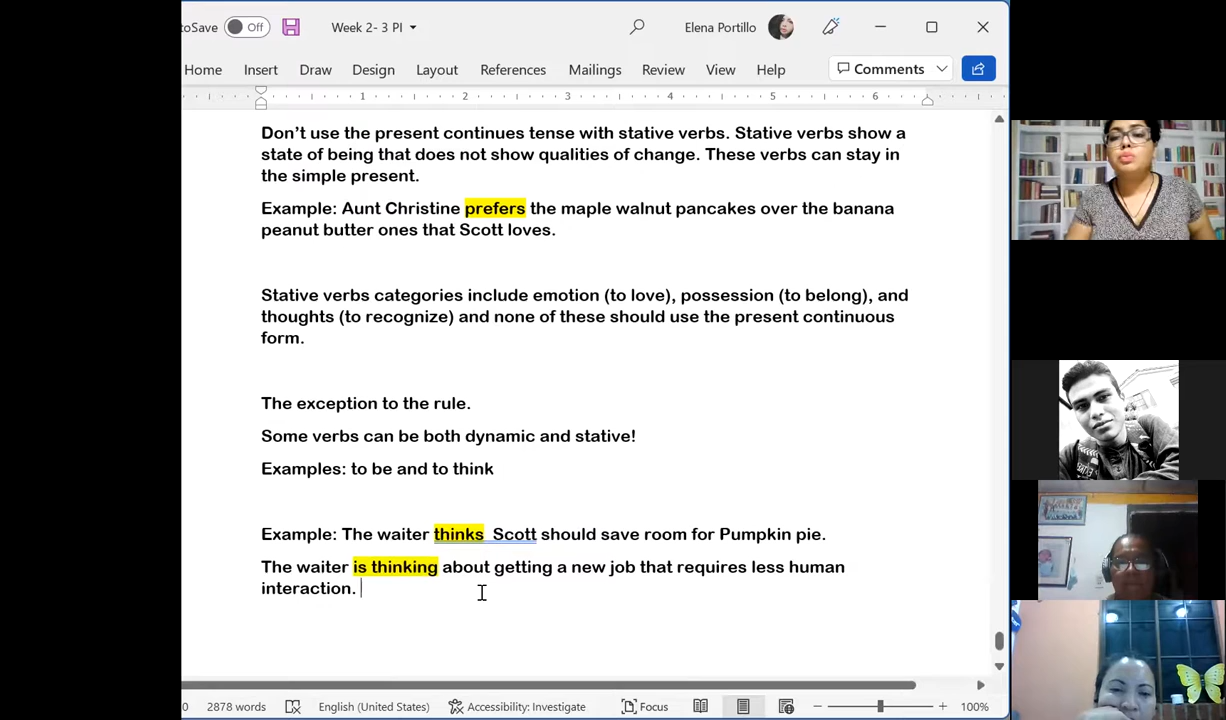 toSave Off Week 2- 3 PI Elena Portillo
Home Insert Draw Design Layout References Mailings Review View Help Comments
1 2 3 4 5 6
Don’t use the present continues tense with stative verbs. Stative verbs show a
state of being that does not show qualities of change. These verbs can stay in
the simple present.
Example: Aunt Christine prefers the maple walnut pancakes over the banana
peanut butter ones that Scott loves.
Stative verbs categories include emotion (to love), possession (to belong), and
thoughts (to recognize) and none of these should use the present continuous
form.
The exception to the rule.
Some verbs can be both dynamic and stative!
Examples: to be and to think
Example: The waiter thinks Scott should save room for Pumpkin pie.
The waiter is thinking about getting a new job that requires less human
interaction.
0 2878 words English (United States) Accessibility: Investigate Focus 100%